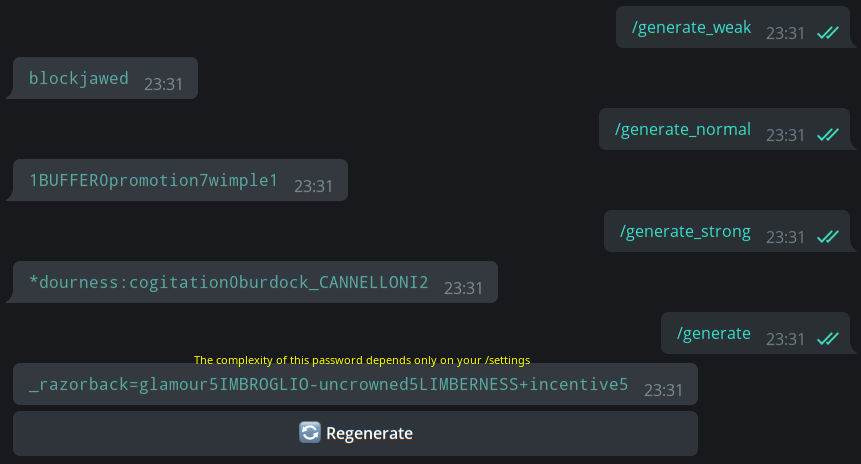 /generate_weak 23:31
blockjawed 23:31
/generate_normal 23:31
1BUFFER0promotion7wimple1 23:31
/generate_strong 23:31
*dourness:cogitation0burdock_CANNELLONI2 23:31
/generate 23:31
The complexity of this password depends only on your /settings
_razorback=glamour5IMBROGLIO-uncrowned5LIMBERNESS+incentive5 23:31
Regenerate